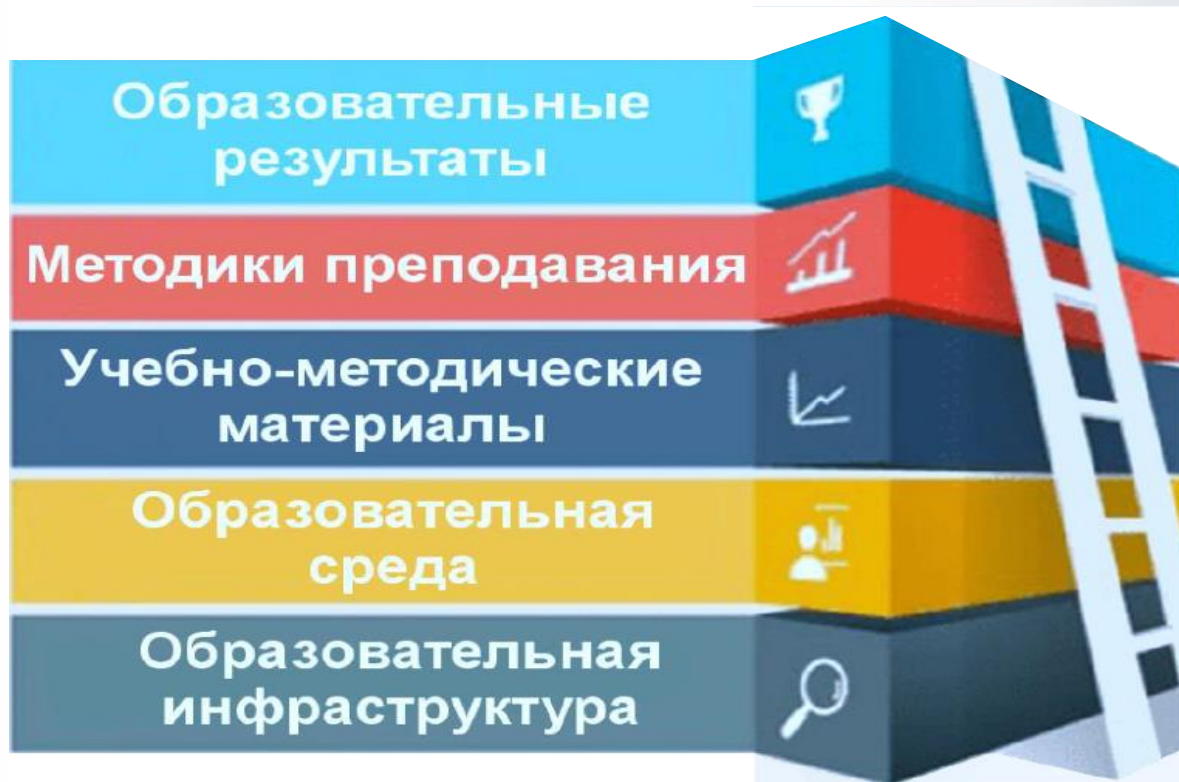 Образовательные
результаты
Методики преподавания
Учебно-методические
материалы
Образовательная
среда
Образовательная
инфраструктура